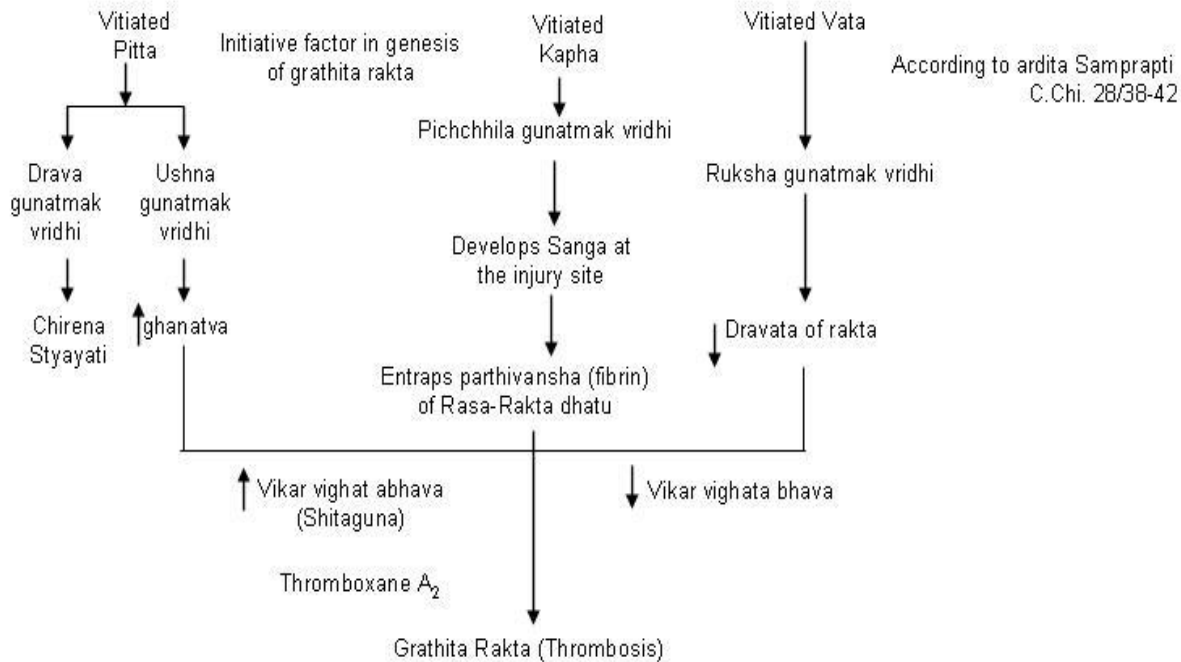 Vitiated
Pitta
Initiative factor in genesis
of grathita rakta
Vitiated
Kapha
Vitiated Vata
According to ardita Samprapti
C.Chi. 28/38-42
Pichchhila gunatmak vridhi
Drava
gunatmak
vridhi
Ushna
gunatmak
vridhi
Ruksha gunatmak vridhi
Develops Sanga at
the injury site
Chirena
Styayati
↑ghanatva
↓ Dravata of rakta
Entraps parthivansha (fibrin)
of Rasa-Rakta dhatu
↑ Vikar vighat abhava
(Shitaguna)
↓ Vikar vighata bhava
Thromboxane A₂
Grathita Rakta (Thrombosis)